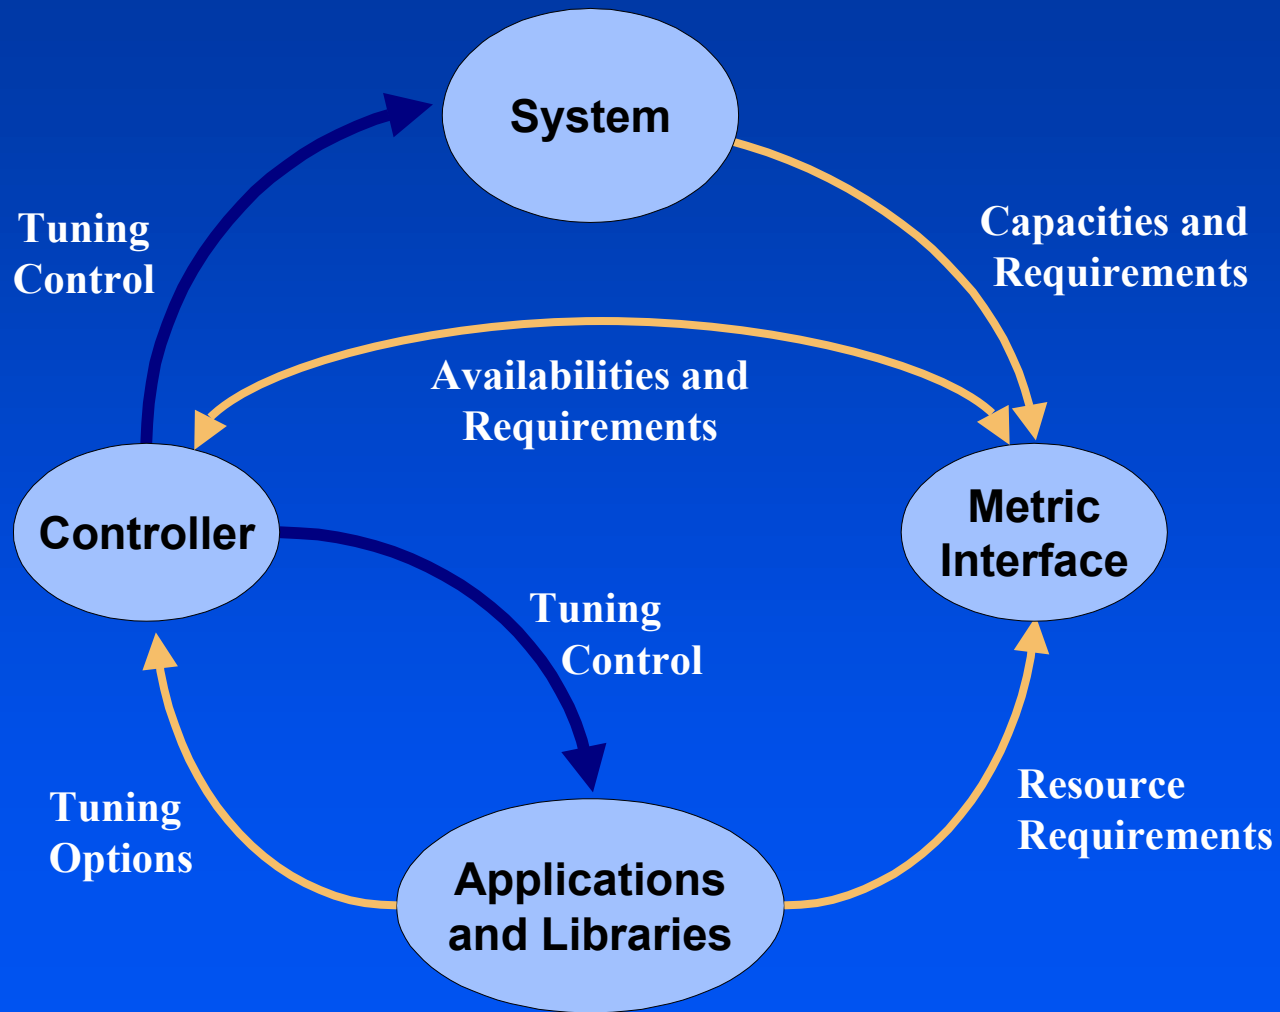 System
Tuning
Control
Capacities and
Requirements
Availabilities and
Requirements
Controller
Metric
Interface
Tuning
Control
Tuning
Options
Resource
Requirements
Applications
and Libraries